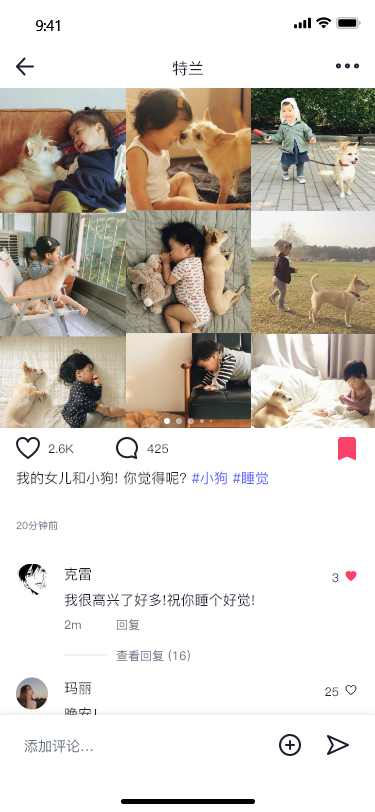 9:41
特兰
2.6K
425
我的女儿和小狗! 你觉得呢? #小狗 #睡觉
20分钟前
克雷
3
我很高兴了好多!祝你睡个好觉!
2m
回复
查看回复 (16)
玛丽
25
晚安!
添加评论...